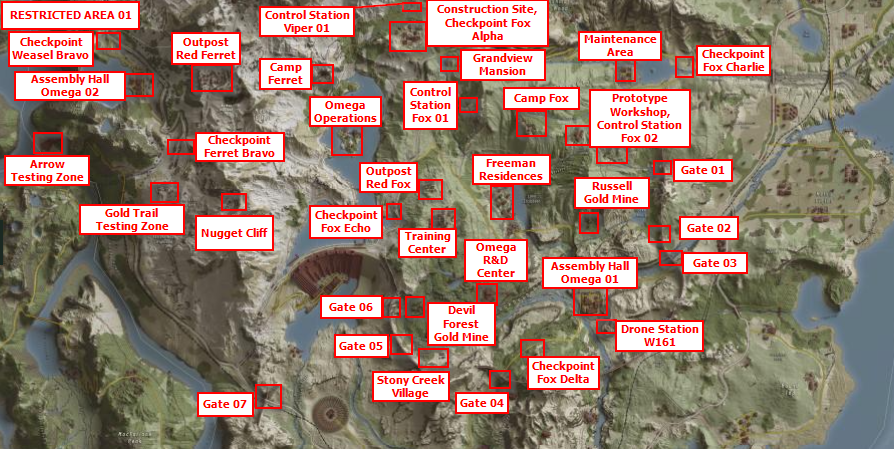 RESTRICTED AREA 01
Control Station
Viper 01
Construction Site,
Checkpoint Fox
Alpha
Checkpoint
Weasel Bravo
Outpost
Red Ferret
Maintenance
Area
Checkpoint
Fox Charlie
Grandview
Mansion
Camp
Ferret
Assembly Hall
Omega 02
Control
Station
Fox 01
Camp Fox
Prototype
Workshop,
Control Station
Fox 02
Omega
Operations
Checkpoint
Ferret Bravo
Arrow
Testing Zone
Outpost
Red Fox
Freeman
Residences
Gate 01
Russell
Gold Mine
Gold Trail
Testing Zone
Nugget Cliff
Checkpoint
Fox Echo
Training
Center
Gate 02
Omega
R&D
Center
Gate 03
Assembly Hall
Omega 01
Gate 06
Devil
Forest
Gold Mine
Drone Station
W161
Gate 05
Stony Creek
Village
Checkpoint
Fox Delta
Gate 07
Gate 04